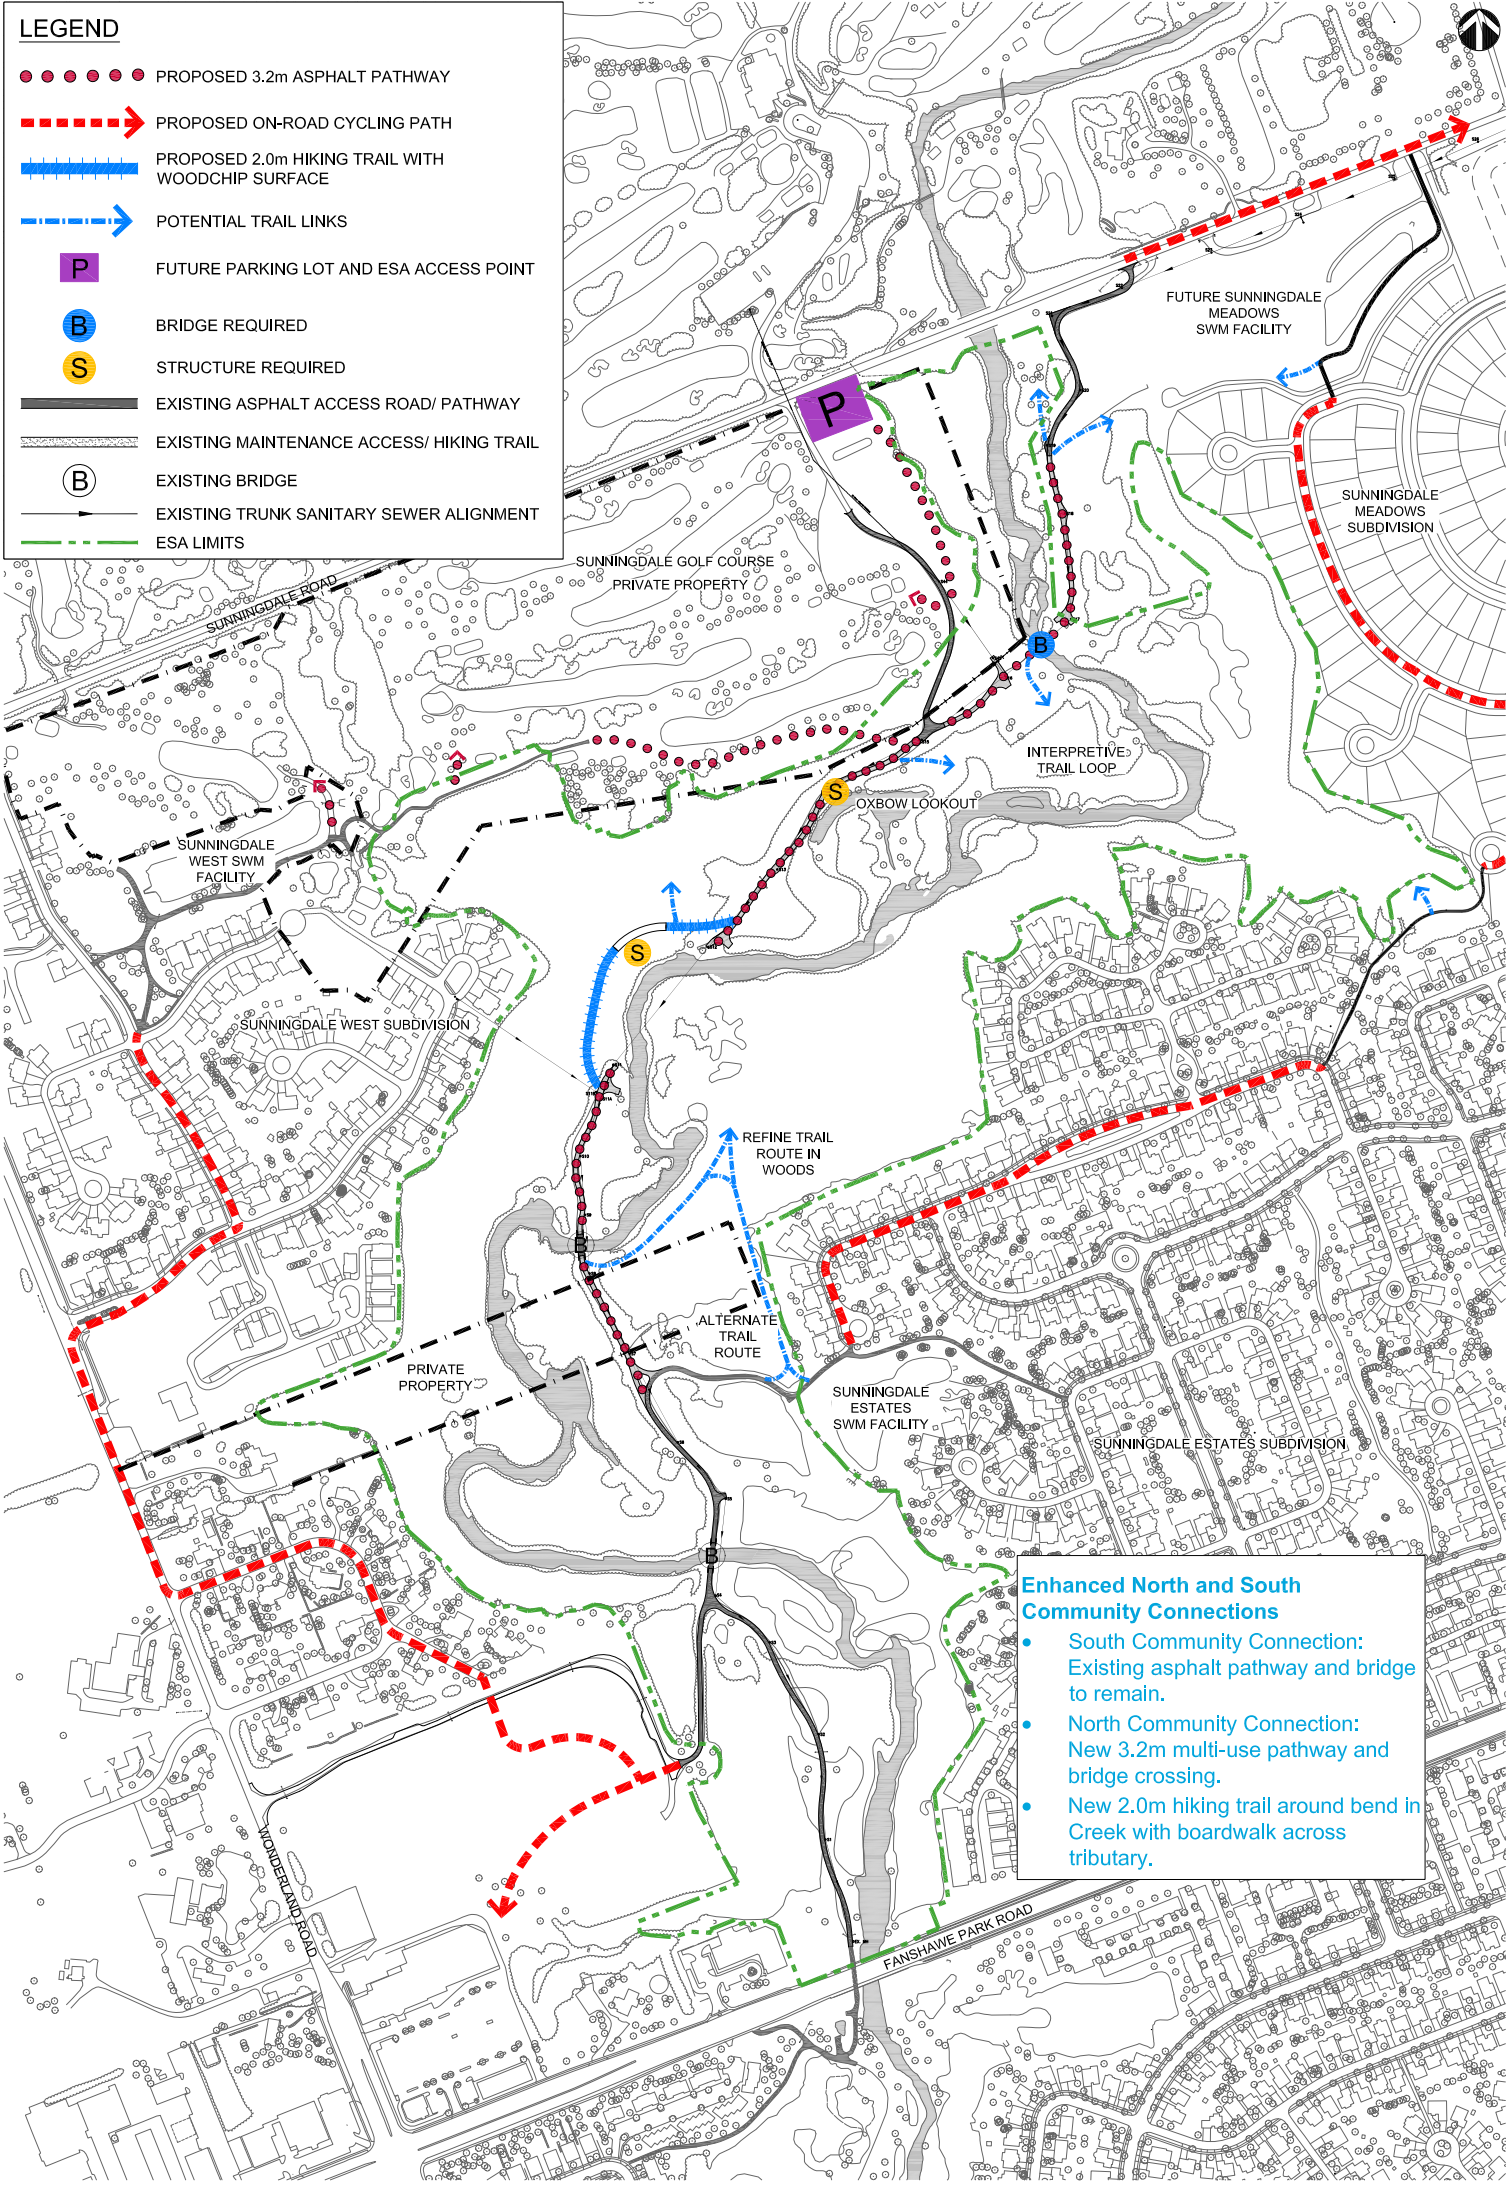 LEGEND
PROPOSED 3.2m ASPHALT PATHWAY
PROPOSED ON-ROAD CYCLING PATH
PROPOSED 2.0m HIKING TRAIL WITH
WOODCHIP SURFACE
POTENTIAL TRAIL LINKS
P
FUTURE PARKING LOT AND ESA ACCESS POINT
B
BRIDGE REQUIRED
S
STRUCTURE REQUIRED
EXISTING ASPHALT ACCESS ROAD/ PATHWAY
EXISTING MAINTENANCE ACCESS/ HIKING TRAIL
B
EXISTING BRIDGE
EXISTING TRUNK SANITARY SEWER ALIGNMENT
ESA LIMITS
FUTURE SUNNINGDALE
MEADOWS
SWM FACILITY
P
SUNNINGDALE
MEADOWS
SUBDIVISION
SUNNINGDALE GOLF COURSE
PRIVATE PROPERTY
SUNNINGDALE ROAD
B
INTERPRETIVE
TRAIL LOOP
S
OXBOW LOOKOUT
SUNNINGDALE
WEST SWM
FACILITY
S
SUNNINGDALE WEST SUBDIVISION
REFINE TRAIL
ROUTE IN
WOODS
B
ALTERNATE
TRAIL
ROUTE
PRIVATE
PROPERTY
SUNNINGDALE
ESTATES
SWM FACILITY
SUNNINGDALE ESTATES SUBDIVISION
B
Enhanced North and South
Community Connections
• South Community Connection:
Existing asphalt pathway and bridge
to remain.
• North Community Connection:
New 3.2m multi-use pathway and
bridge crossing.
• New 2.0m hiking trail around bend in
Creek with boardwalk across
tributary.
WONDERLAND ROAD
FANSHAWE PARK ROAD